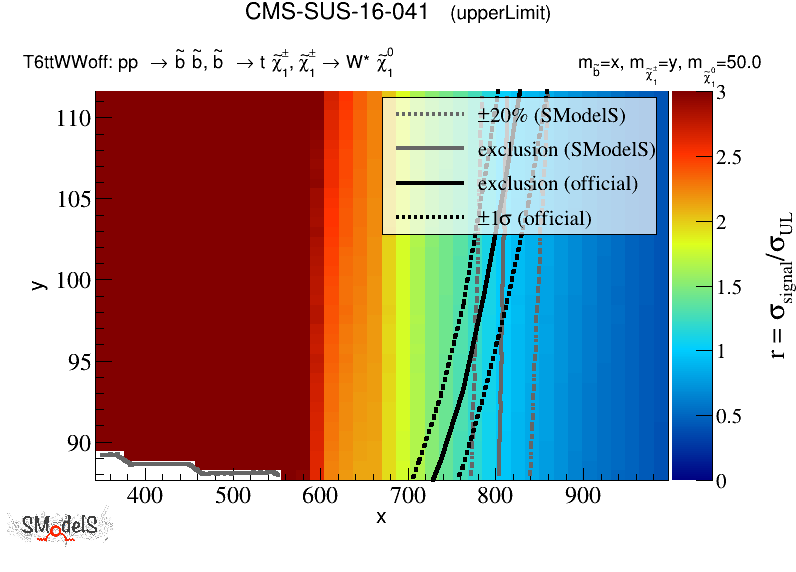 CMS-SUS-16-041 (upperLimit)
T6ttWWoff: pp → b̃ b̃, b̃ → t χ̃₁±, χ̃₁± → W* χ̃₁⁰ m_b̃=x, m_χ̃₁±=y, m_χ̃₁⁰=50.0
±20% (SModelS)
exclusion (SModelS)
exclusion (official)
±1σ (official)
110
105
100
95
90
y
400 500 600 700 800 900
x
3
2.5
2
1.5
1
0.5
0
r = σ_signal/σ_UL
SModelS